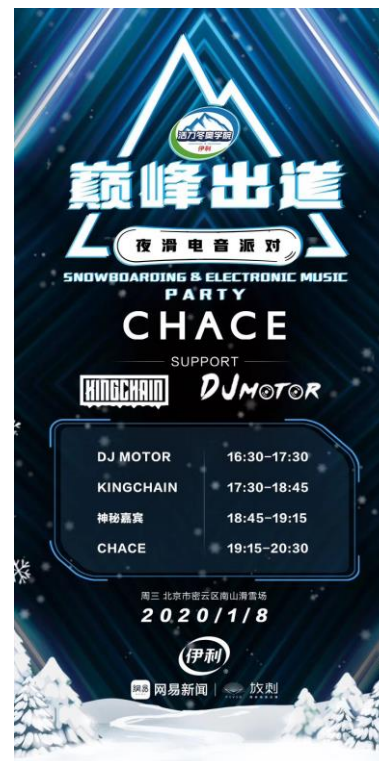 活力冬奥学院
伊利
巅峰出道
夜滑电音派对
SNOWBOARDING & ELECTRONIC MUSIC
PARTY
CHACE
SUPPORT
KINGCHAIN DJMOTOR
DJ MOTOR 16:30-17:30
KINGCHAIN 17:30-18:45
神秘嘉宾 18:45-19:15
CHACE 19:15-20:30
周三 北京市密云区南山滑雪场
2020/1/8
伊利
網易 网易新闻 | 放刺